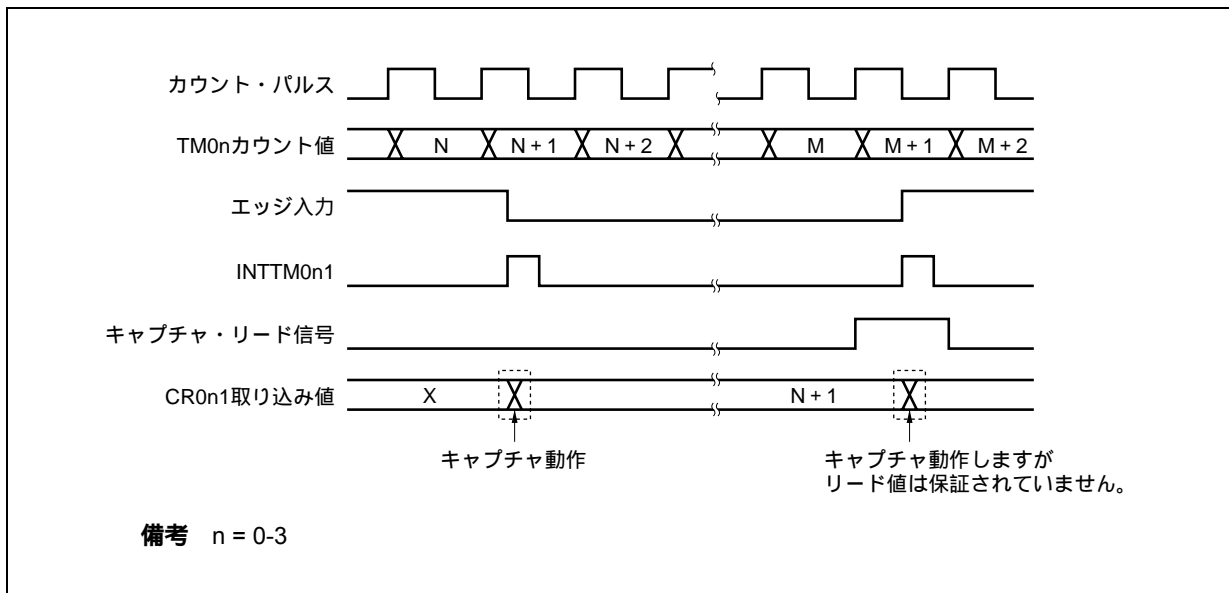 カウント・パルス
TM0nカウント値
N
N + 1
N + 2
M
M + 1
M + 2
エッジ入力
INTTM0n1
キャプチャ・リード信号
CR0n1取り込み値
X
N + 1
キャプチャ動作
キャプチャ動作しますが
リード値は保証されていません。
備考 n = 0-3